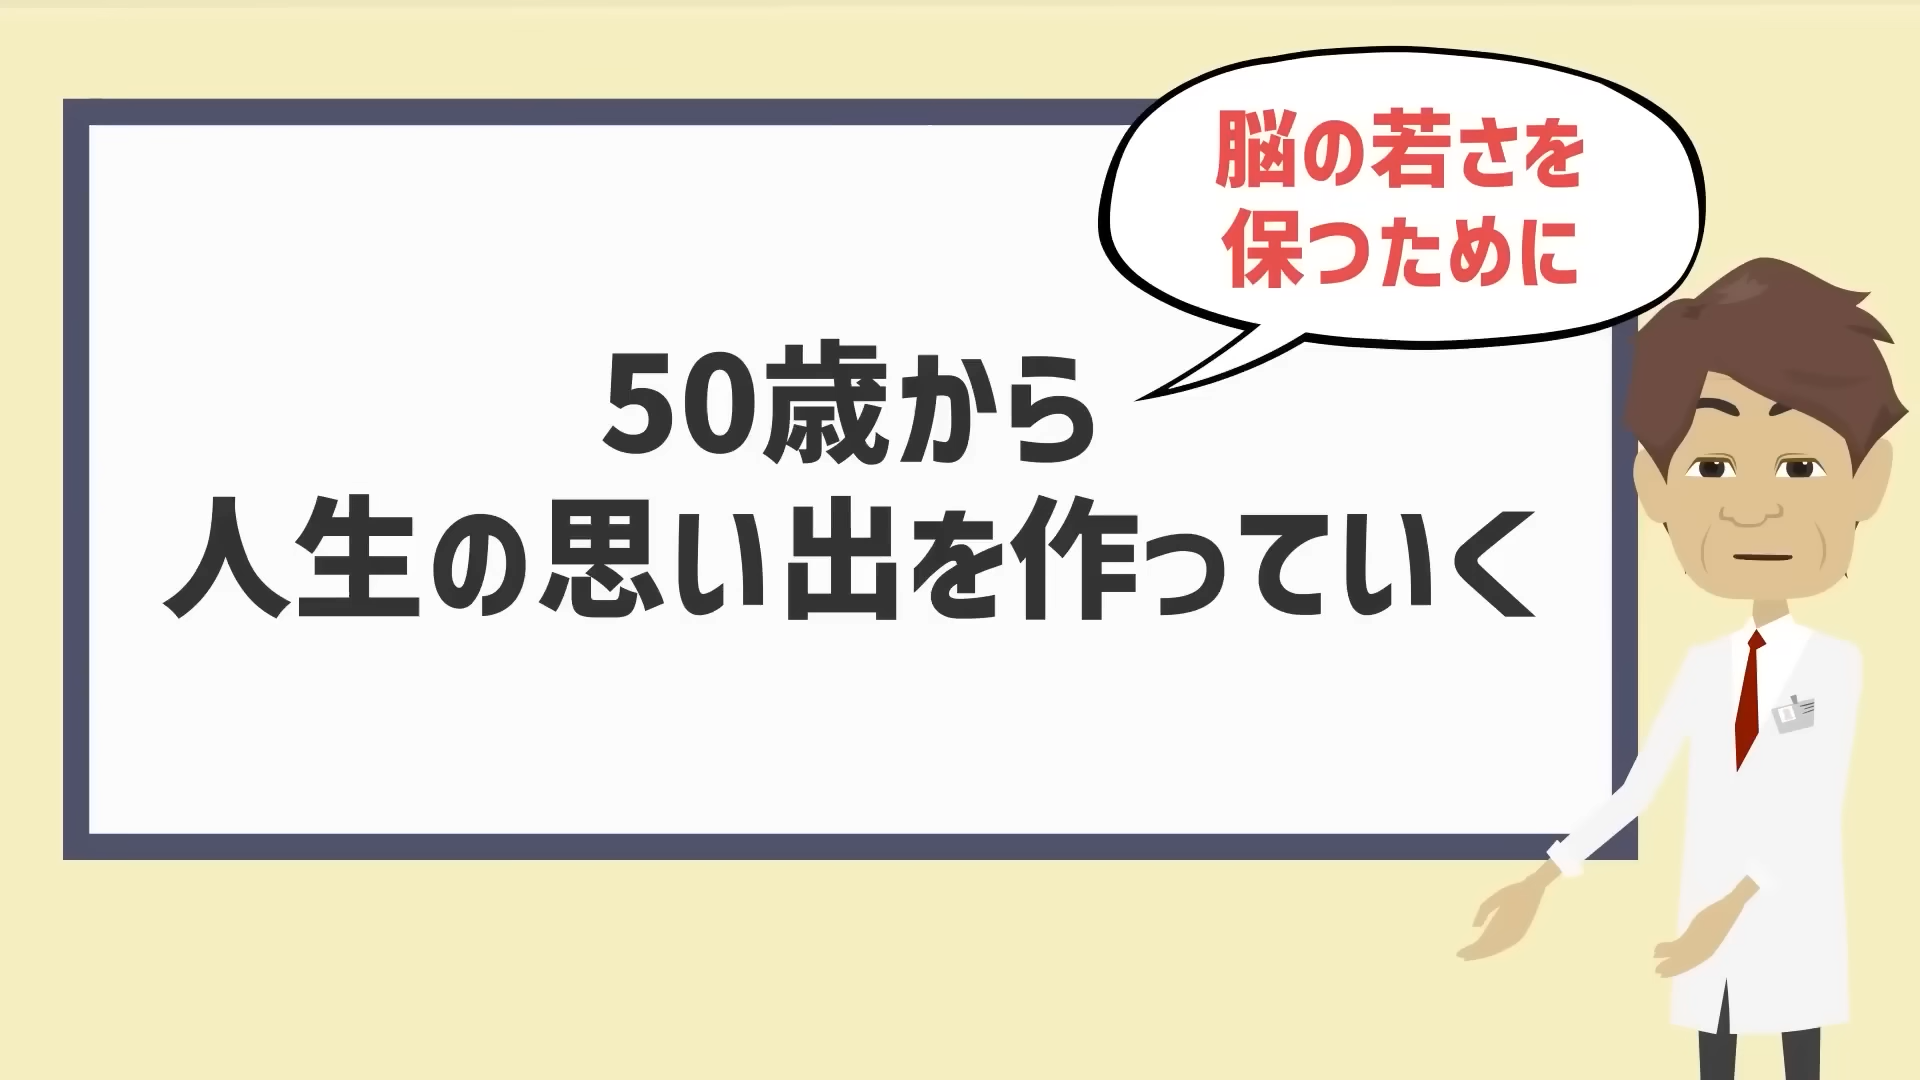 脳の若さを
保つために
50歳から
人生の思い出を作っていく